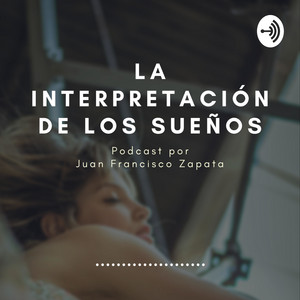 LA
INTERPRETACIÓN
DE LOS SUEÑOS
Podcast por
Juan Francisco Zapata